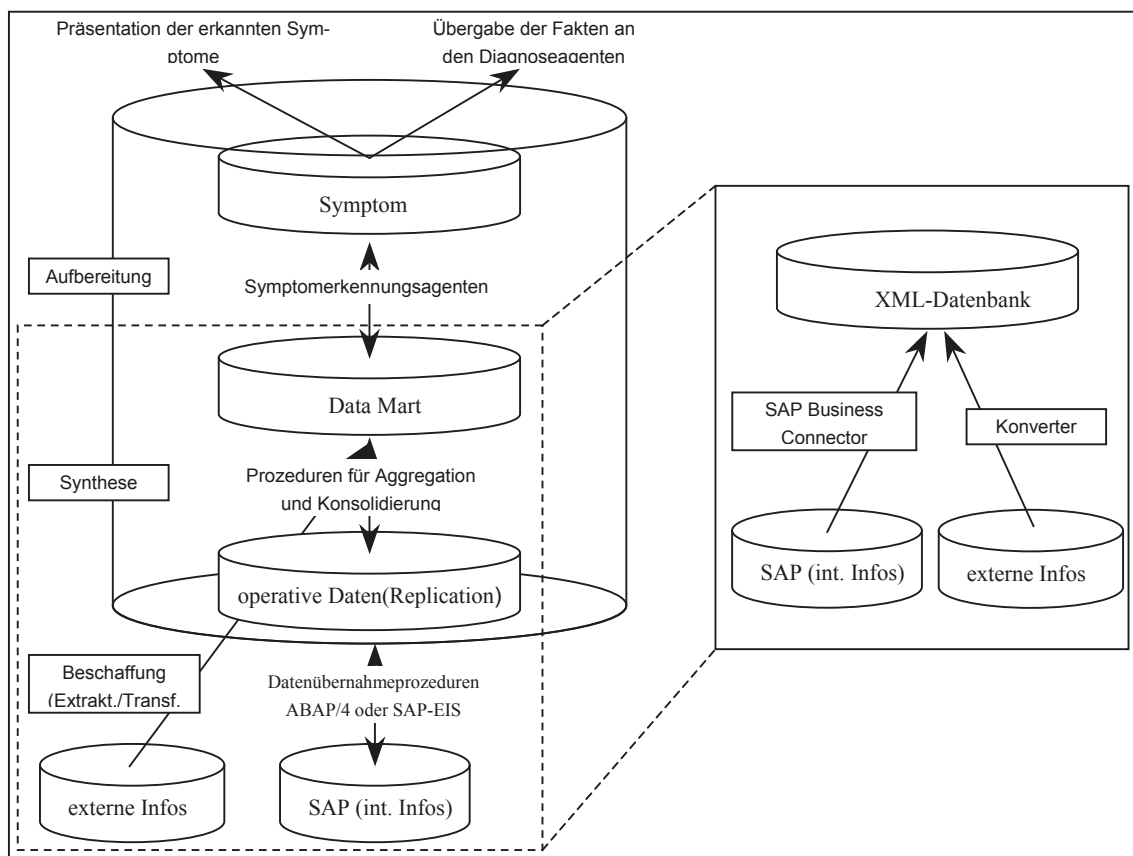 Präsentation der erkannten Sym-
ptome
Übergabe der Fakten an
den Diagnoseagenten
Symptom
Aufbereitung
Symptomerkennungsagenten
Data Mart
Synthese
Prozeduren für Aggregation
und Konsolidierung
operative Daten(Replication)
Beschaffung
(Extrakt./Transf.
Datenübernahmeprozeduren
ABAP/4 oder SAP-EIS
externe Infos
SAP (int. Infos)
XML-Datenbank
SAP Business
Connector
Konverter
SAP (int. Infos)
externe Infos